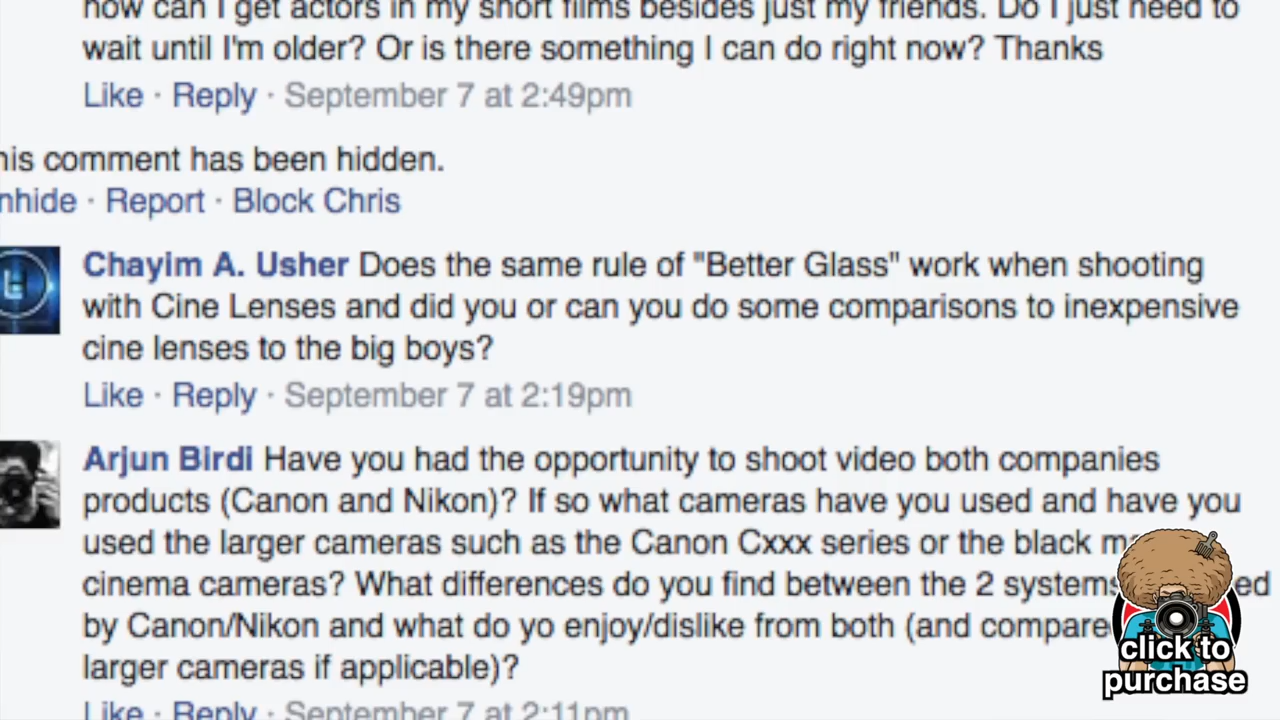 how can I get actors in my short films besides just my friends. Do I just need to
wait until I'm older? Or is there something I can do right now? Thanks
Like · Reply · September 7 at 2:49pm
his comment has been hidden.
nhide · Report · Block Chris
Chayim A. Usher Does the same rule of "Better Glass" work when shooting
with Cine Lenses and did you or can you do some comparisons to inexpensive
cine lenses to the big boys?
Like · Reply · September 7 at 2:19pm
Arjun Birdi Have you had the opportunity to shoot video both companies
products (Canon and Nikon)? If so what cameras have you used and have you
used the larger cameras such as the Canon Cxxx series or the black
cinema cameras? What differences do you find between the 2 systems ed
by Canon/Nikon and what do yo enjoy/dislike from both (and compare
larger cameras if applicable)?
Like · Reply · September 7 at 2:11pm
click to
purchase